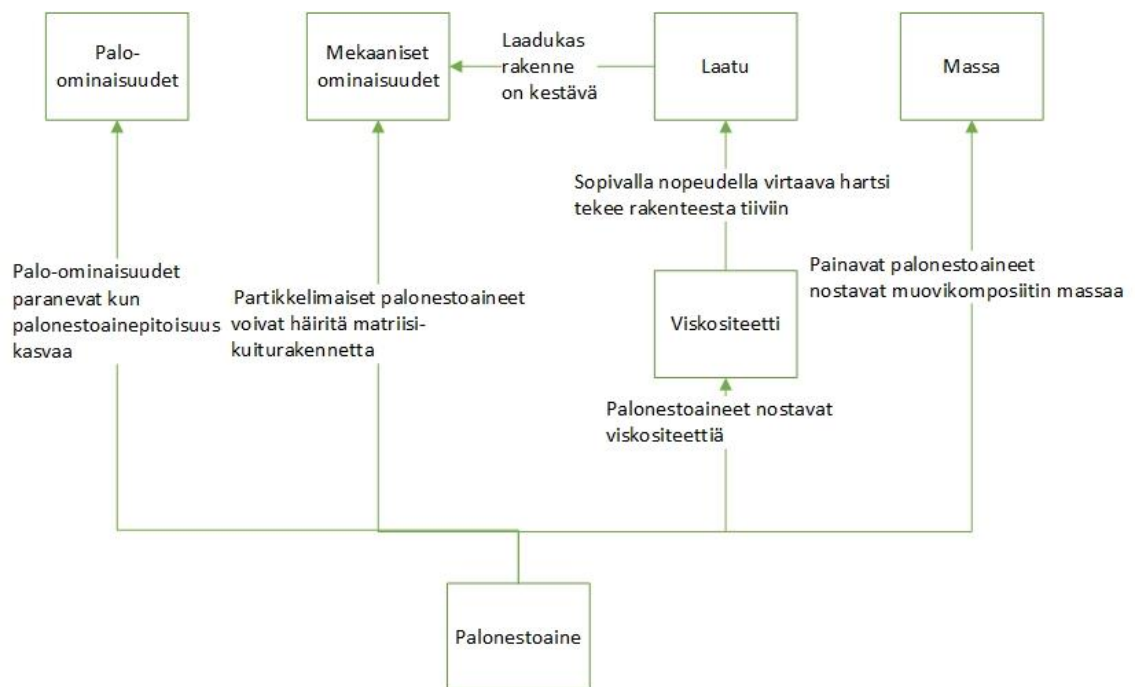 Palo-
ominaisuudet
Mekaaniset
ominaisuudet
Laadukas
rakenne
on kestävä
Laatu
Massa
Sopivalla nopeudella virtaava hartsi
tekee rakenteesta tiiviin
Palo-ominaisuudet
paranevat kun
palonestoainepitoisuus
kasvaa
Partikkelimaiset palonestoaineet
voivat häiritä matriisi-
kuiturakennetta
Viskositeetti
Painavat palonestoaineet
nostavat muovikomposiitin massaa
Palonestoaineet nostavat
viskositeettiä
Palonestoaine